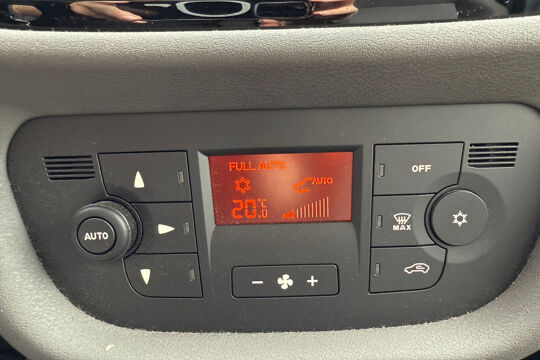 FULL AUTO
AUTO
20.0 °C
AUTO
OFF
MAX
− +